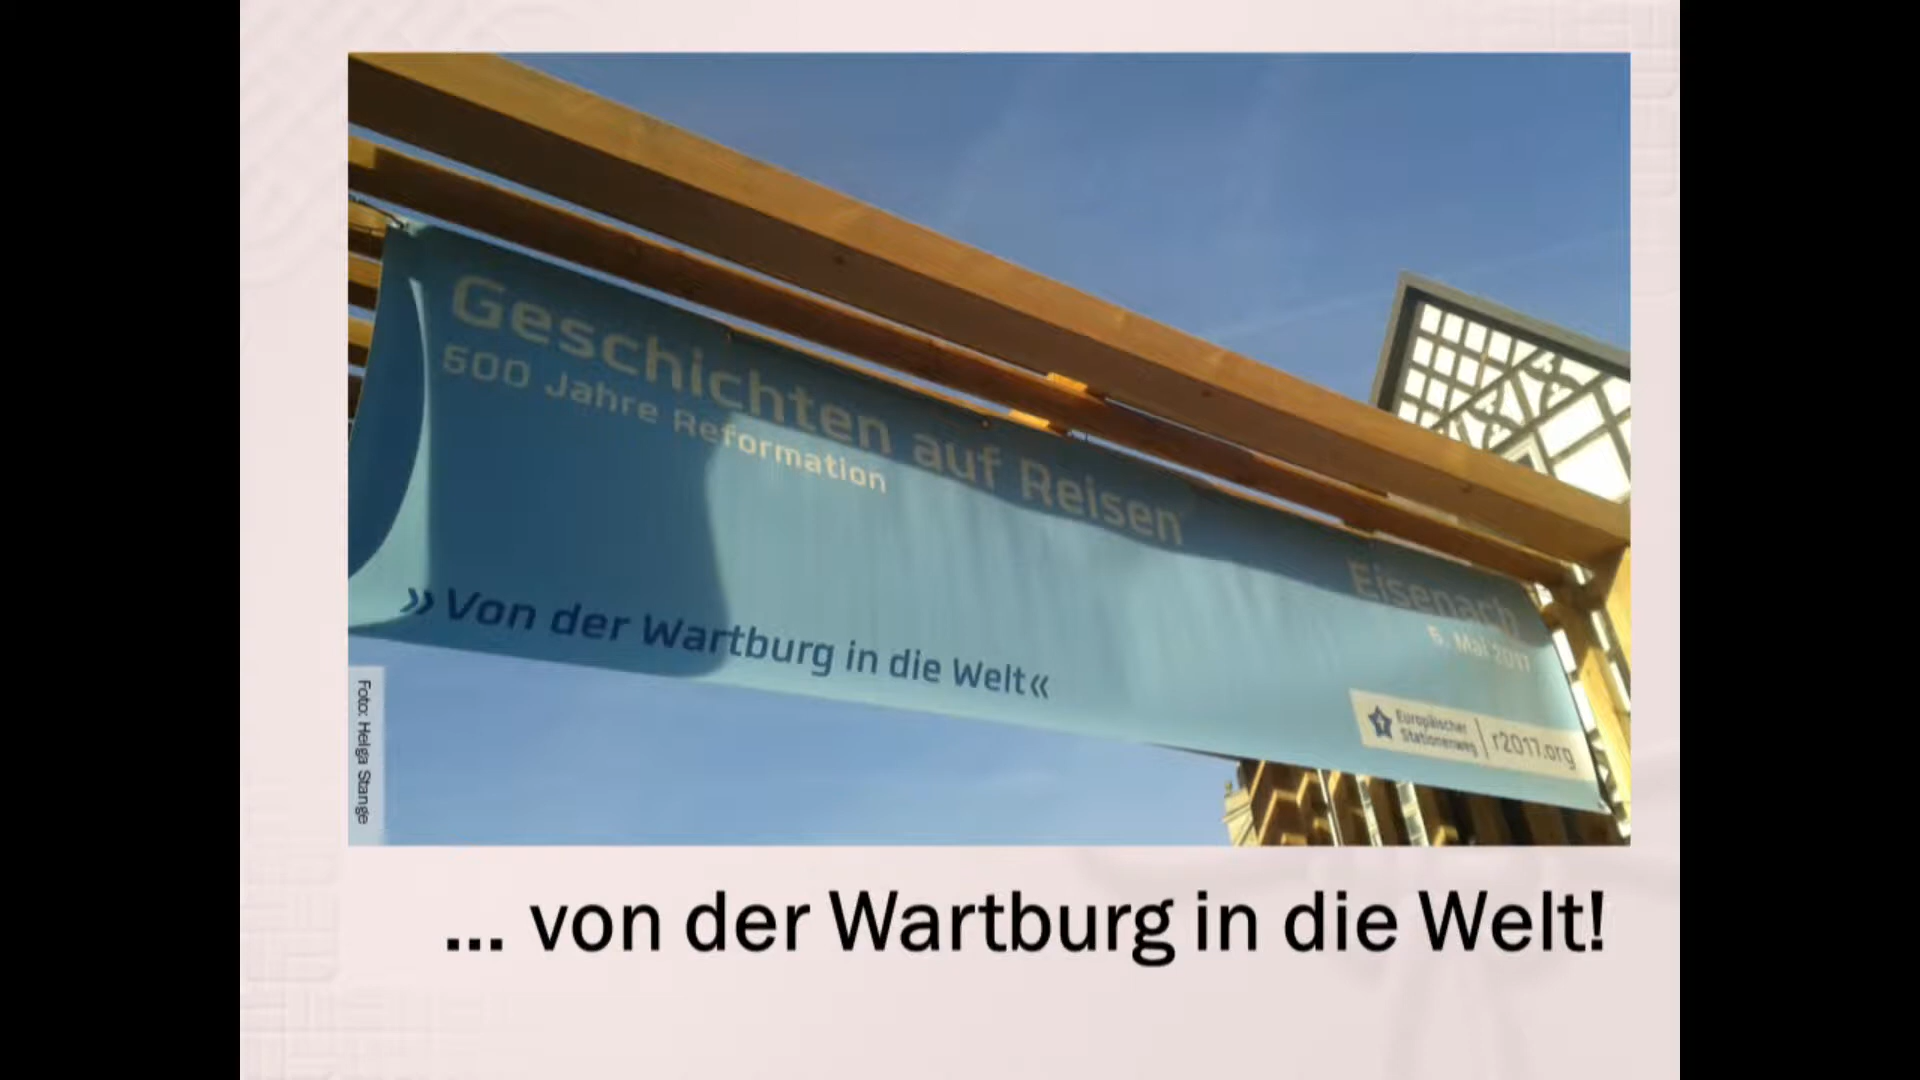 Geschichten auf Reisen
500 Jahre Reformation
»Von der Wartburg in die Welt«
Eisenach
5. Mai 2017
Europäischer
Stationenweg
r2017.org
Foto: Helga Stange
... von der Wartburg in die Welt!